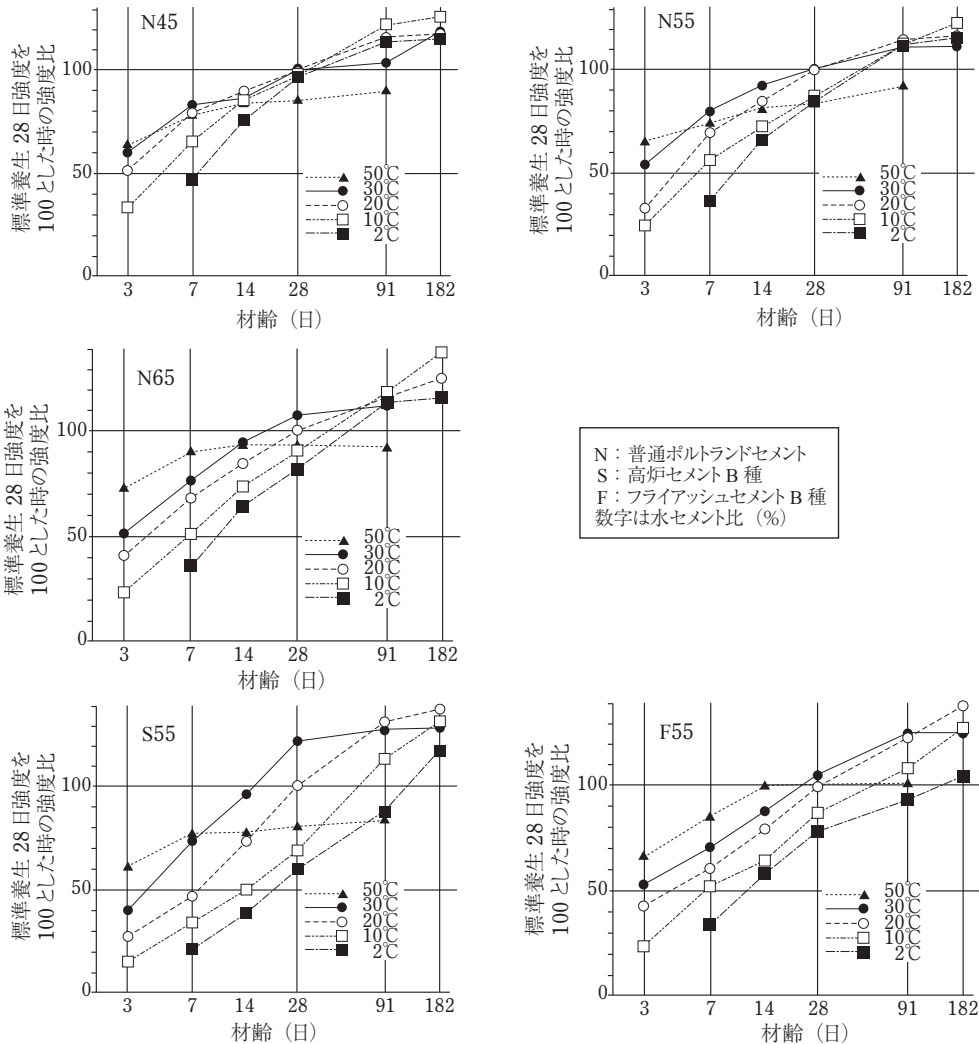 N45
標準養生 28 日強度を
100 とした時の強度比
100
50
0
50℃
30℃
20℃
10℃
2℃
3 7 14 28 91 182
材齢（日）
N55
標準養生 28 日強度を
100 とした時の強度比
100
50
0
50℃
30℃
20℃
10℃
2℃
3 7 14 28 91 182
材齢（日）
N65
標準養生 28 日強度を
100 とした時の強度比
100
50
0
50℃
30℃
20℃
10℃
2℃
3 7 14 28 91 182
材齢（日）
N：普通ポルトランドセメント
S：高炉セメント B 種
F：フライアッシュセメント B 種
数字は水セメント比（%）
S55
標準養生 28 日強度を
100 とした時の強度比
100
50
0
50℃
30℃
20℃
10℃
2℃
3 7 14 28 91 182
材齢（日）
F55
標準養生 28 日強度を
100 とした時の強度比
100
50
0
50℃
30℃
20℃
10℃
2℃
3 7 14 28 91 182
材齢（日）